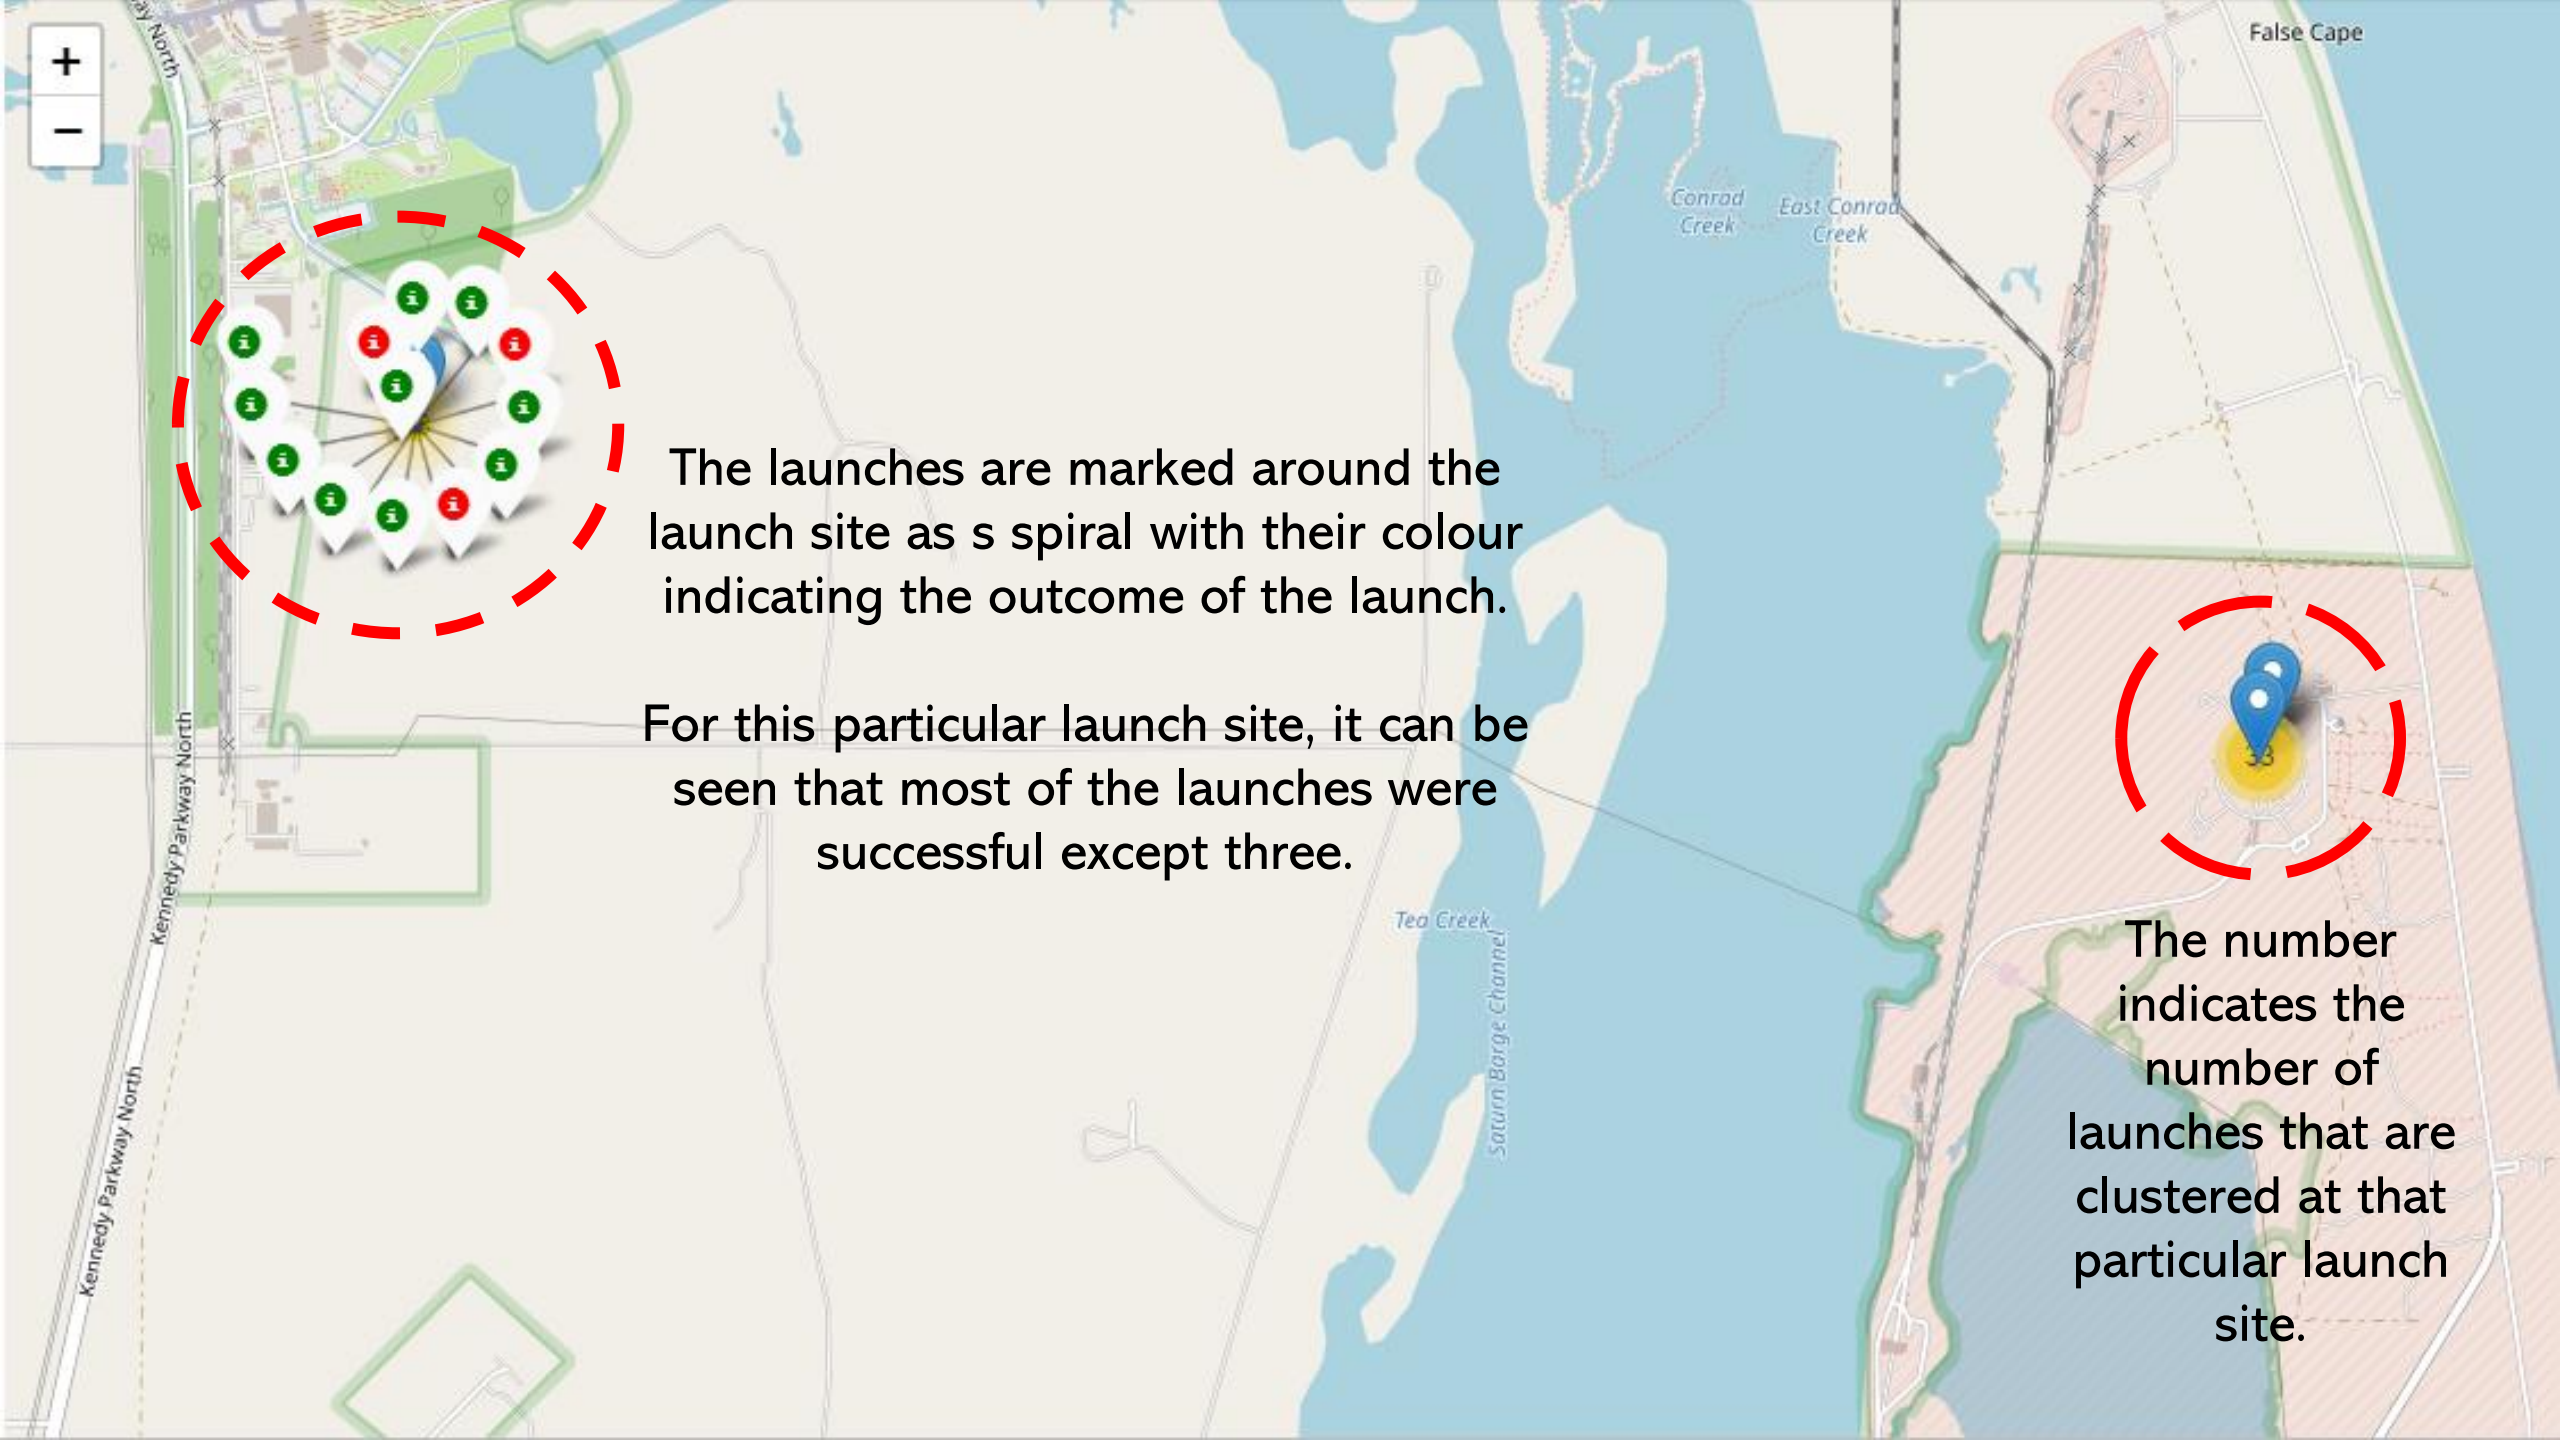 +
−
ay North
False Cape
Conrad
Creek
East Conrad
Creek
The launches are marked around the
launch site as s spiral with their colour
indicating the outcome of the launch.
For this particular launch site, it can be
seen that most of the launches were
successful except three.
33
Kennedy Parkway North
Kennedy Parkway North
Tea Creek
Saturn Barge Channel
The number
indicates the
number of
launches that are
clustered at that
particular launch
site.